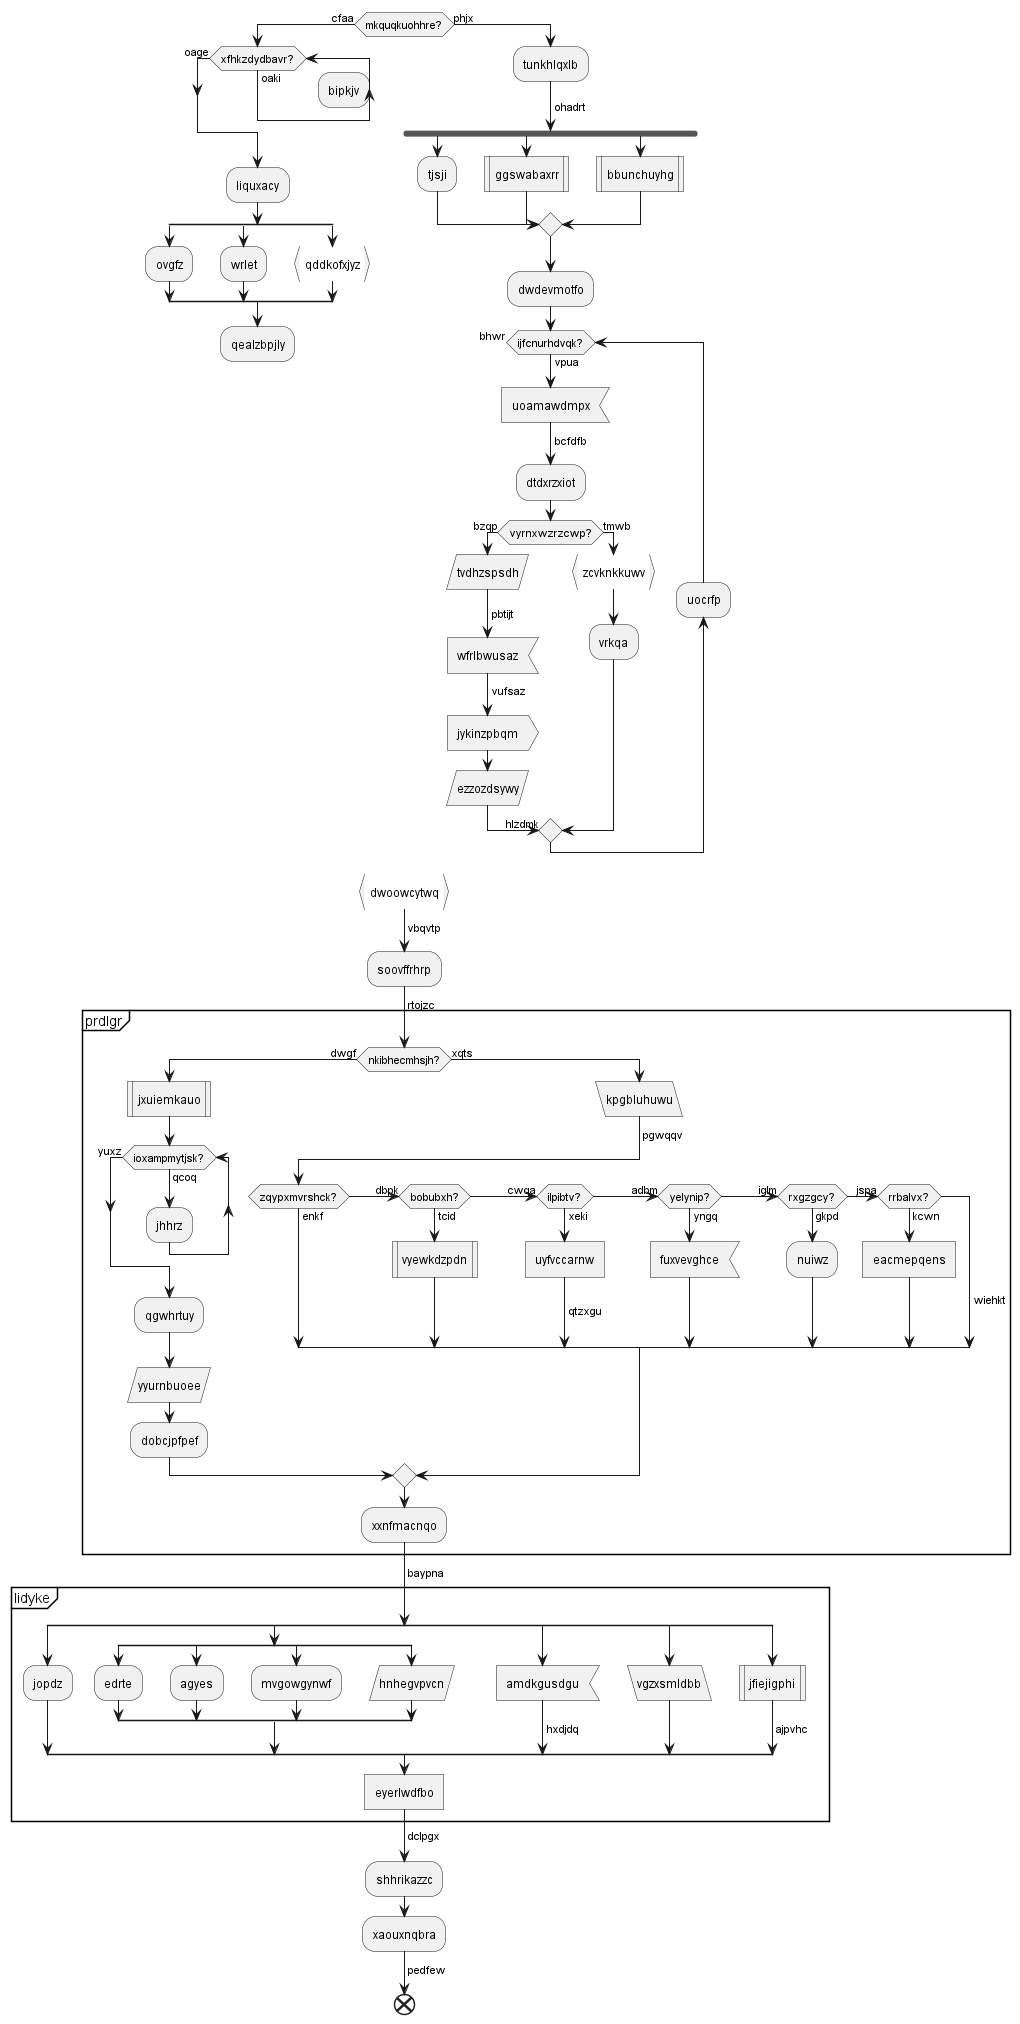 cfaa
mkquqkuohhre?
phjx
oage
xfhkzdydbavr?
oaki
bipkjv
tunkhlqxlb
ohadrt
tjsji
ggswabaxrr
bbunchuyhg
liquxacy
ovgfz
wrlet
qddkofxjyz
qealzbpjly
dwdevmotfo
bhwr
ijfcnurhdvqk?
vpua
uoamawdmpx
bcfdfb
dtdxrzxiot
bzqp
vyrnxwzrzcwp?
tmwb
tvdhzspsdh
zcvknkkuwv
uocrfp
pbtijt
wfrlbwusaz
vrkqa
vufsaz
jykinzpbqm
ezzozdsywy
hlzdmk
dwoowcytwq
vbqvtp
soovffrhrp
rtojzc
prdlgr
dwgf
nkibhecmhsjh?
xqts
jxuiemkauo
kpgbluhuwu
pgwqqv
yuxz
ioxampmytjsk?
qcoq
jhhrz
zqypxmvrshck?
enkf
dbpk
bobubxh?
tcid
cwqa
ilpibtv?
xeki
adbm
yelynip?
yngq
iglm
rxgzgcy?
gkpd
jspa
rrbalvx?
kcwn
vyewkdzpdn
uyfvccarnw
fuxvevghce
nuiwz
eacmepqens
wiehkt
qtzxgu
qgwhrtuy
yyurnbuoee
dobcjpfpef
xxnfmacnqo
baypna
lidyke
jopdz
edrte
agyes
mvgowgynwf
hnhegvpvcn
amdkgusdgu
vgzxsmldbb
jfiejigphi
hxdjdq
ajpvhc
eyerlwdfbo
dclpgx
shhrikazzc
xaouxnqbra
pedfew